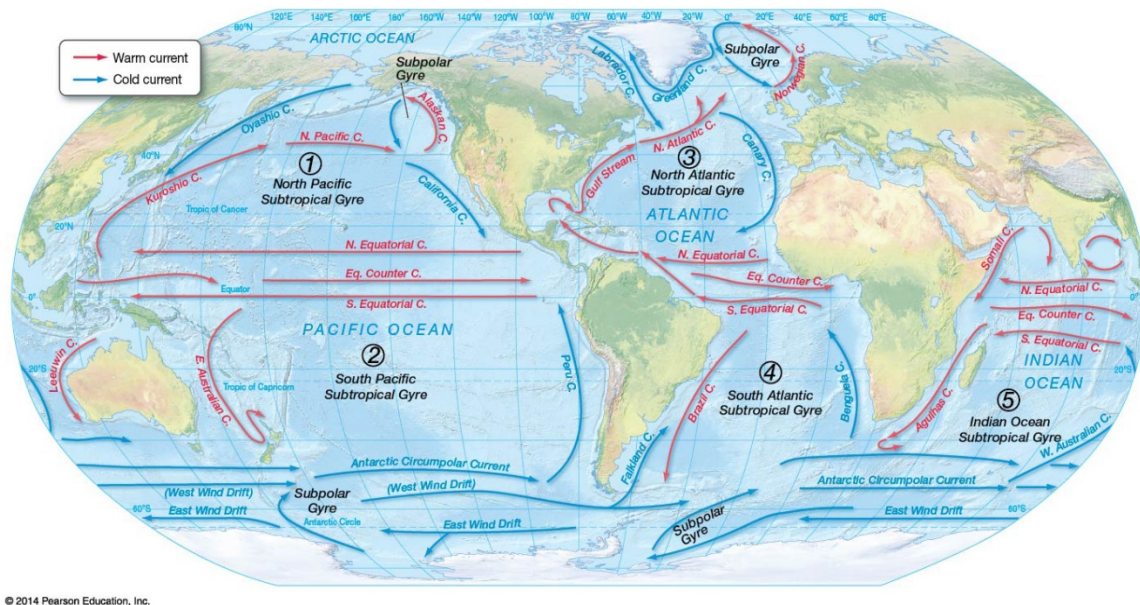 120°E 140°E 160°E 180° 160°W 140°W 120°W 100°W 80°W 60°W 40°W 20°W 0° 20°E 40°E 60°E 80°E
80°N
80°N
ARCTIC OCEAN
Warm current
Cold current
Subpolar
Gyre
Subpolar
Gyre
Norwegian C.
Labrador C.
Greenland C.
Alaskan C.
Oyashio C.
N. Pacific C.
N. Atlantic C.
Canary C.
40°N
1
North Pacific
Subtropical Gyre
3
North Atlantic
Subtropical Gyre
Kuroshio C.
California C.
Gulf Stream
Tropic of Cancer
20°N
ATLANTIC
OCEAN
Somali C.
N. Equatorial C.
N. Equatorial C.
N. Equatorial C.
Eq. Counter C.
Eq. Counter C.
Eq. Counter C.
Equator
0°
0°
S. Equatorial C.
S. Equatorial C.
S. Equatorial C.
PACIFIC OCEAN
INDIAN
OCEAN
2
South Pacific
Subtropical Gyre
4
South Atlantic
Subtropical Gyre
5
Indian Ocean
Subtropical Gyre
Leeuwin C.
E. Australian C.
Peru C.
Brazil C.
Benguela C.
Agulhas C.
20°S
20°S
Tropic of Capricorn
Falkland C.
W. Australian C.
Antarctic Circumpolar Current
(West Wind Drift)
(West Wind Drift)
Antarctic Circumpolar Current
Subpolar
Gyre
Subpolar
Gyre
East Wind Drift
East Wind Drift
East Wind Drift
60°S
60°S
Antarctic Circle
© 2014 Pearson Education, Inc.